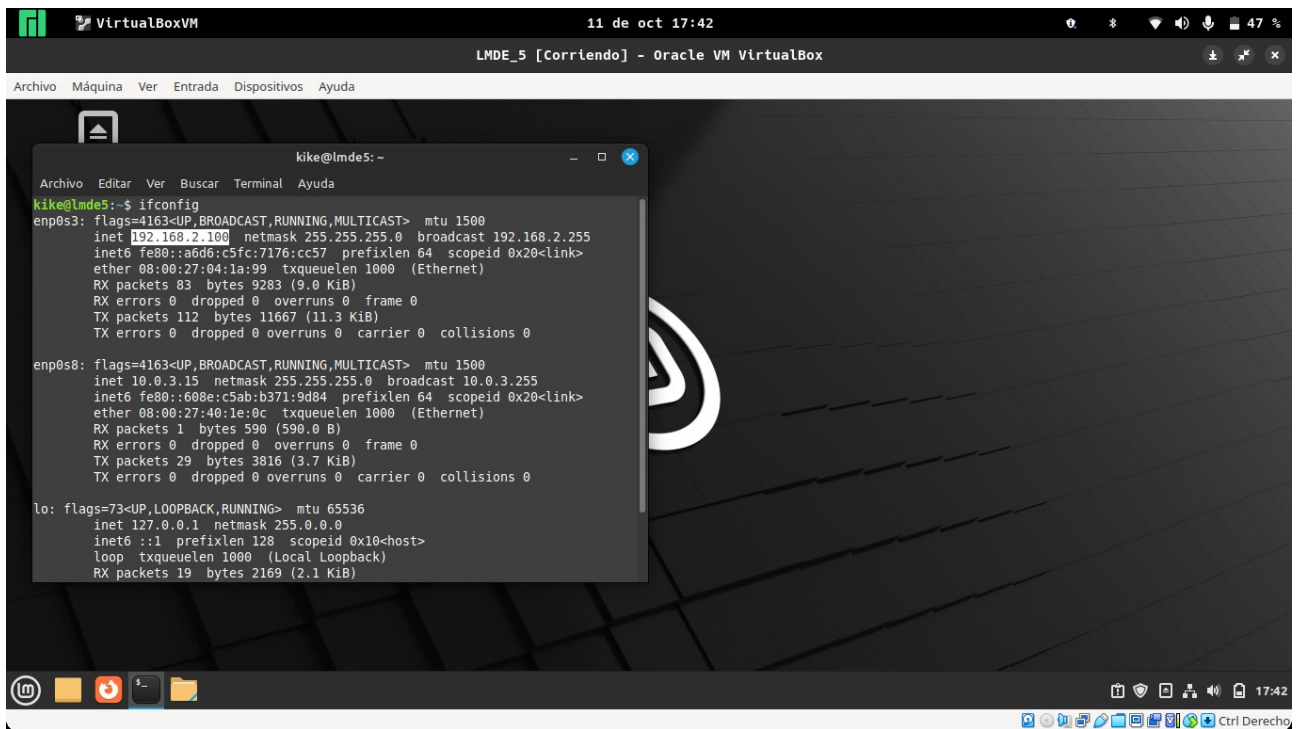 VirtualBoxVM 11 de oct 17:42 47 %
LMDE_5 [Corriendo] - Oracle VM VirtualBox
Archivo Máquina Ver Entrada Dispositivos Ayuda
kike@lmde5: ~
Archivo Editar Ver Buscar Terminal Ayuda
kike@lmde5:~$ ifconfig
enp0s3: flags=4163<UP,BROADCAST,RUNNING,MULTICAST> mtu 1500
inet 192.168.2.100 netmask 255.255.255.0 broadcast 192.168.2.255
inet6 fe80::a6d6:c5fc:7176:cc57 prefixlen 64 scopeid 0x20<link>
ether 08:00:27:04:1a:99 txqueuelen 1000 (Ethernet)
RX packets 83 bytes 9283 (9.0 KiB)
RX errors 0 dropped 0 overruns 0 frame 0
TX packets 112 bytes 11667 (11.3 KiB)
TX errors 0 dropped 0 overruns 0 carrier 0 collisions 0
enp0s8: flags=4163<UP,BROADCAST,RUNNING,MULTICAST> mtu 1500
inet 10.0.3.15 netmask 255.255.255.0 broadcast 10.0.3.255
inet6 fe80::608e:c5ab:b371:9d84 prefixlen 64 scopeid 0x20<link>
ether 08:00:27:40:1e:0c txqueuelen 1000 (Ethernet)
RX packets 1 bytes 590 (590.0 B)
RX errors 0 dropped 0 overruns 0 frame 0
TX packets 29 bytes 3816 (3.7 KiB)
TX errors 0 dropped 0 overruns 0 carrier 0 collisions 0
lo: flags=73<UP,LOOPBACK,RUNNING> mtu 65536
inet 127.0.0.1 netmask 255.0.0.0
inet6 ::1 prefixlen 128 scopeid 0x10<host>
loop txqueuelen 1000 (Local Loopback)
RX packets 19 bytes 2169 (2.1 KiB)
17:42
Ctrl Derecho